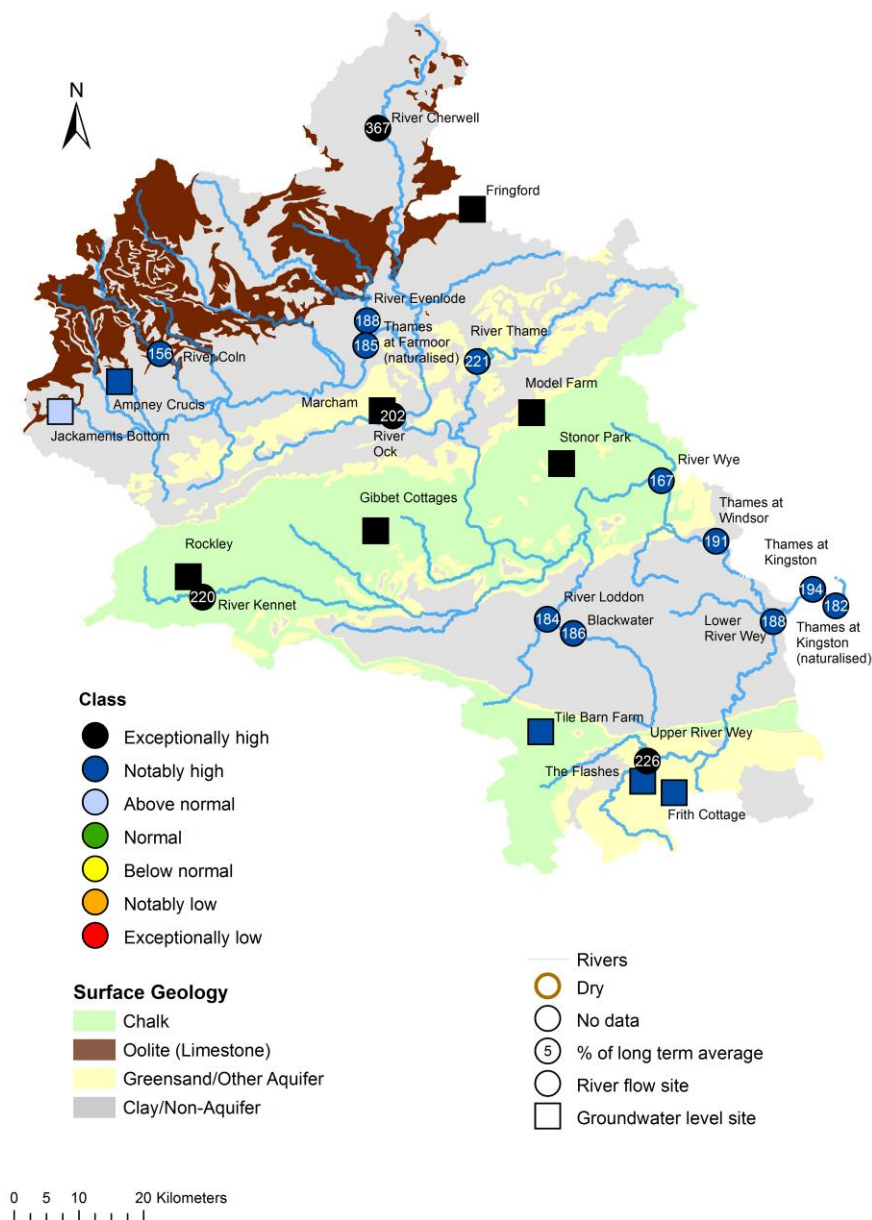 N
367
River Cherwell
Fringford
River Evenlode
188
Thames
at Farmoor
(naturalised)
185
River Thame
221
156
River Coln
Ampney Crucis
Jackaments Bottom
Marcham
202
River
Ock
Model Farm
Stonor Park
River Wye
167
Gibbet Cottages
Thames at
Windsor
191
Rockley
220
River Kennet
Thames at
Kingston
194
182
Thames at
Kingston
(naturalised)
River Loddon
184
Blackwater
186
Lower
River Wey
188
Tile Barn Farm
Upper River Wey
226
The Flashes
Frith Cottage
Class
Exceptionally high
Notably high
Above normal
Normal
Below normal
Notably low
Exceptionally low
Surface Geology
Chalk
Oolite (Limestone)
Greensand/Other Aquifer
Clay/Non-Aquifer
Rivers
Dry
No data
5 % of long term average
River flow site
Groundwater level site
0 5 10 20 Kilometers